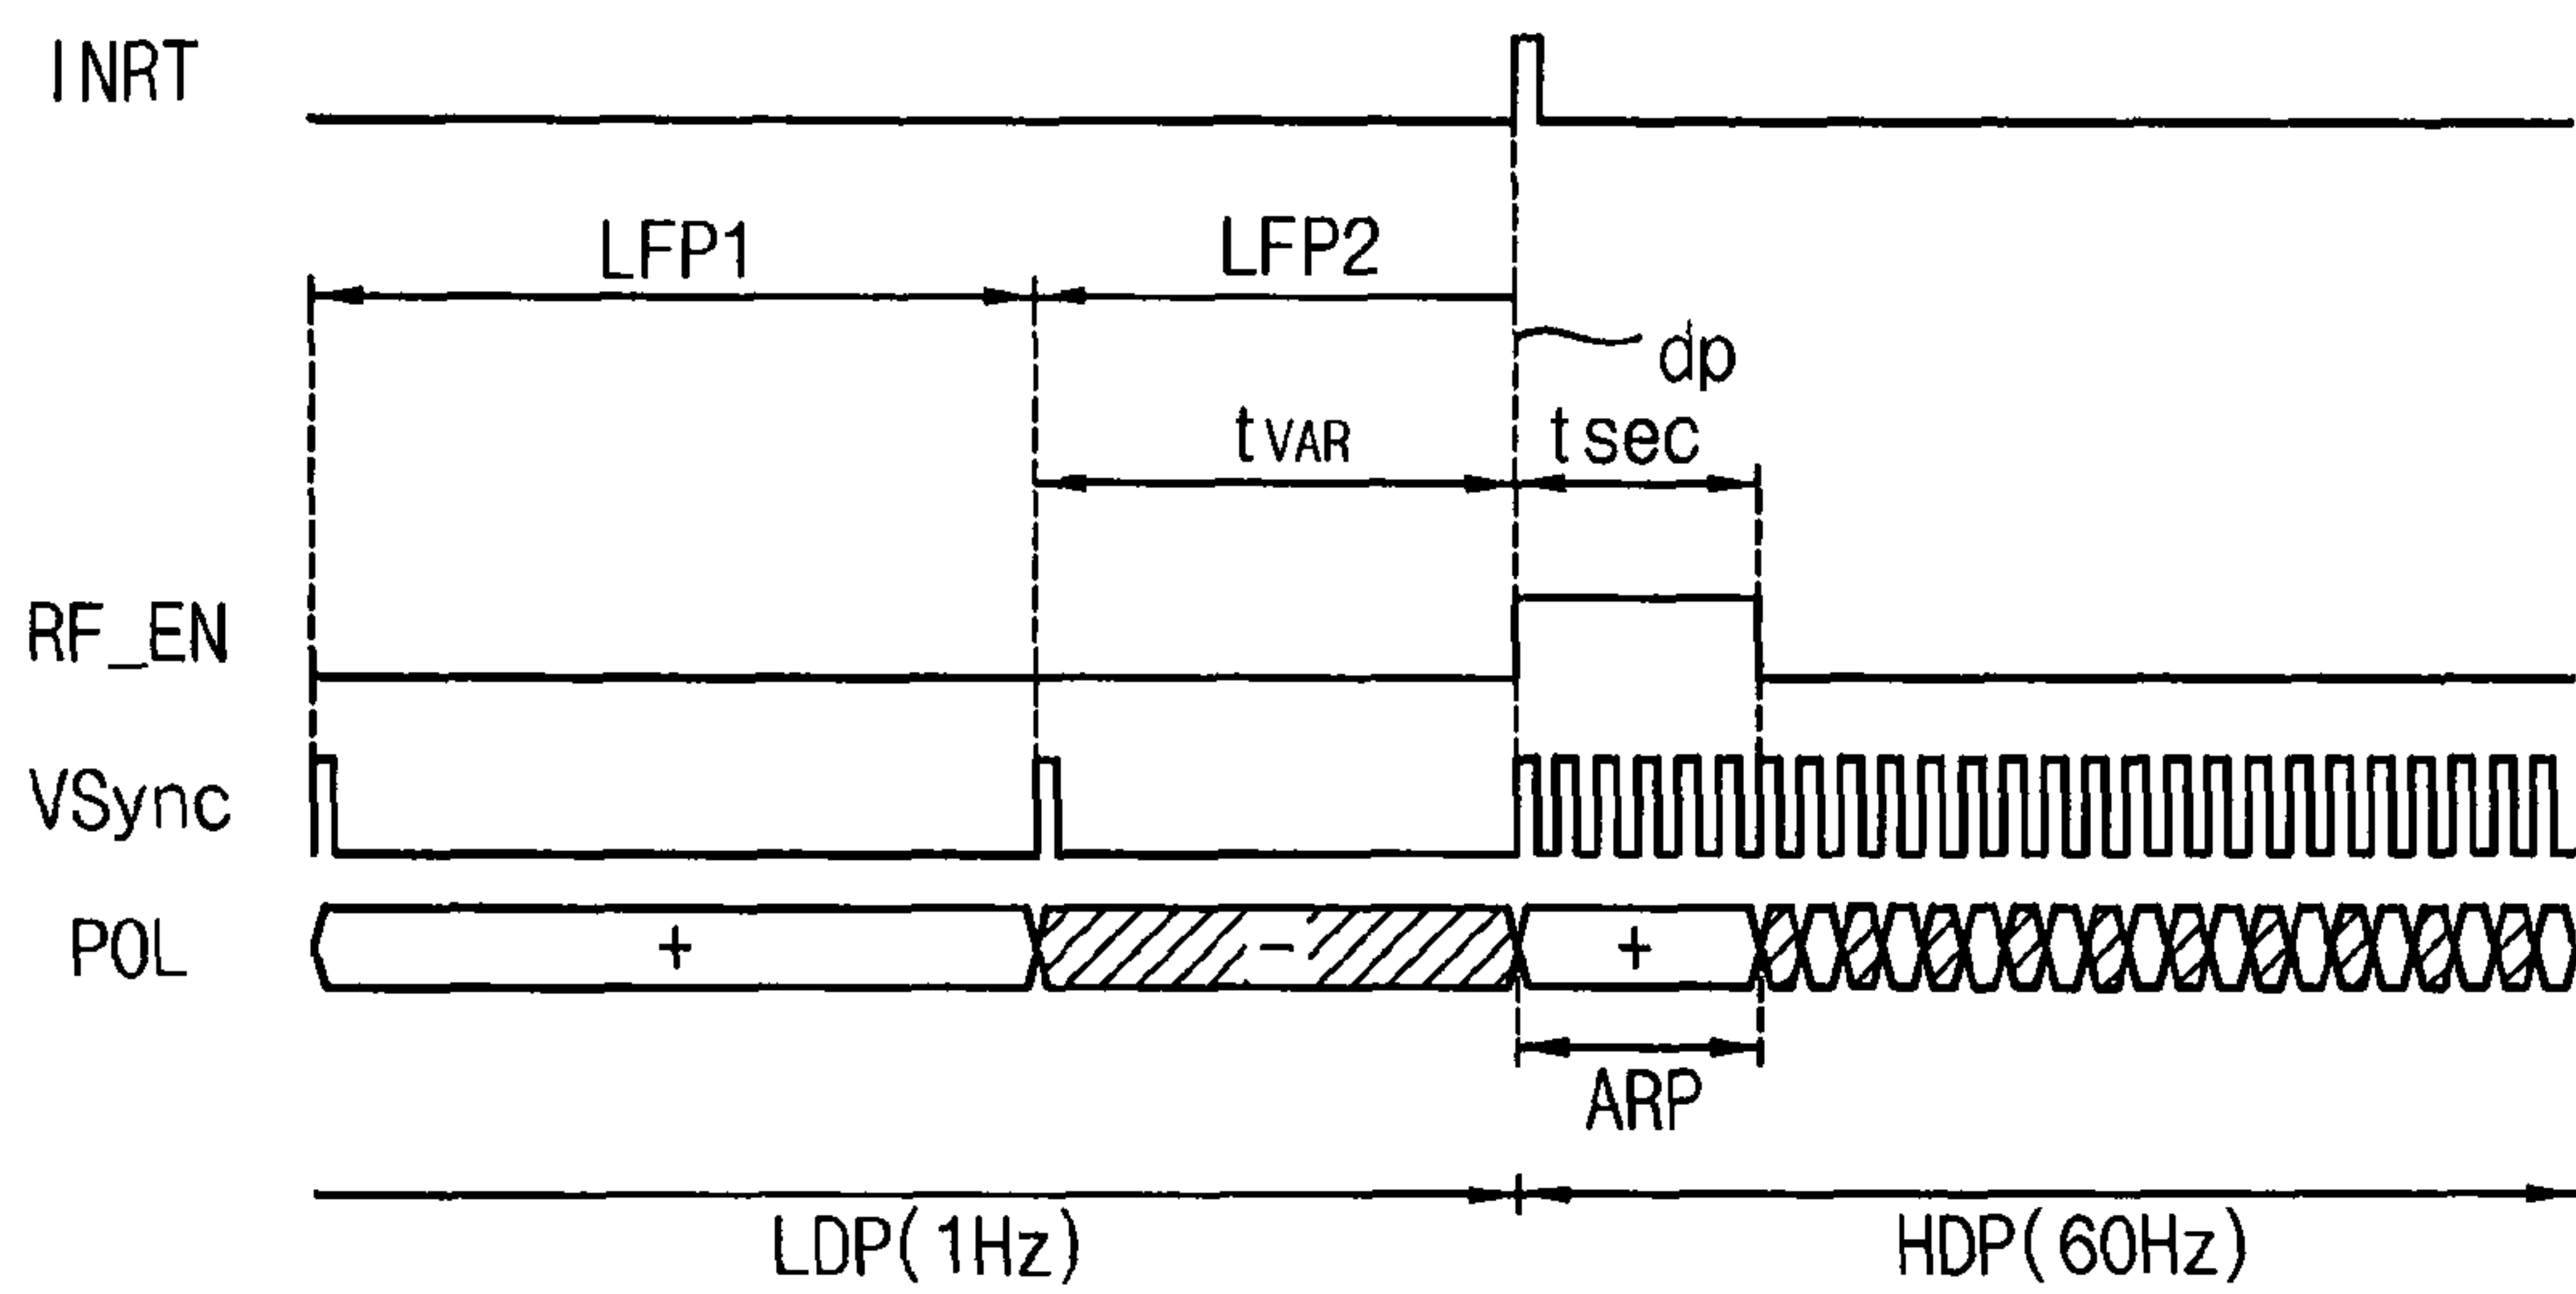 INRT
LFP1 LFP2
dp
tVAR tsec
RF_EN
VSync
POL + - +
ARP
LDP(1Hz) HDP(60Hz)